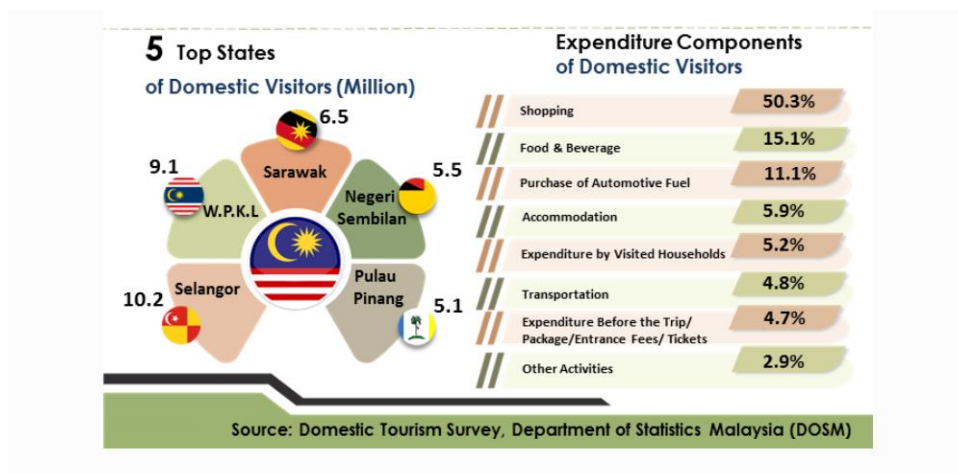 5 Top States
of Domestic Visitors (Million)
6.5
Sarawak
9.1
W.P.K.L
5.5
Negeri
Sembilan
10.2
Selangor
Pulau
Pinang
5.1
Expenditure Components
of Domestic Visitors
Shopping 50.3%
Food & Beverage 15.1%
Purchase of Automotive Fuel 11.1%
Accommodation 5.9%
Expenditure by Visited Households 5.2%
Transportation 4.8%
Expenditure Before the Trip/ 4.7%
Package/Entrance Fees/ Tickets
Other Activities 2.9%
Source: Domestic Tourism Survey, Department of Statistics Malaysia (DOSM)